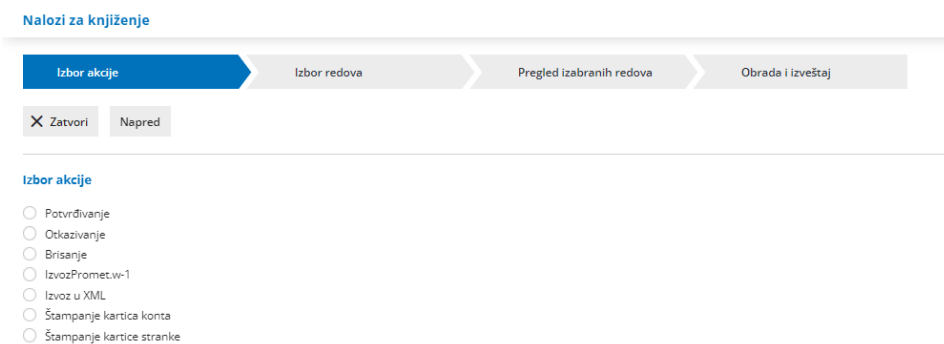 Nalozi za knjiženje
Izbor akcije
Izbor redova
Pregled izabranih redova
Obrada i izveštaj
Zatvori
Napred
Izbor akcije
Potvrđivanje
Otkazivanje
Brisanje
IzvozPromet.w-1
Izvoz u XML
Štampanje kartica konta
Štampanje kartice stranke